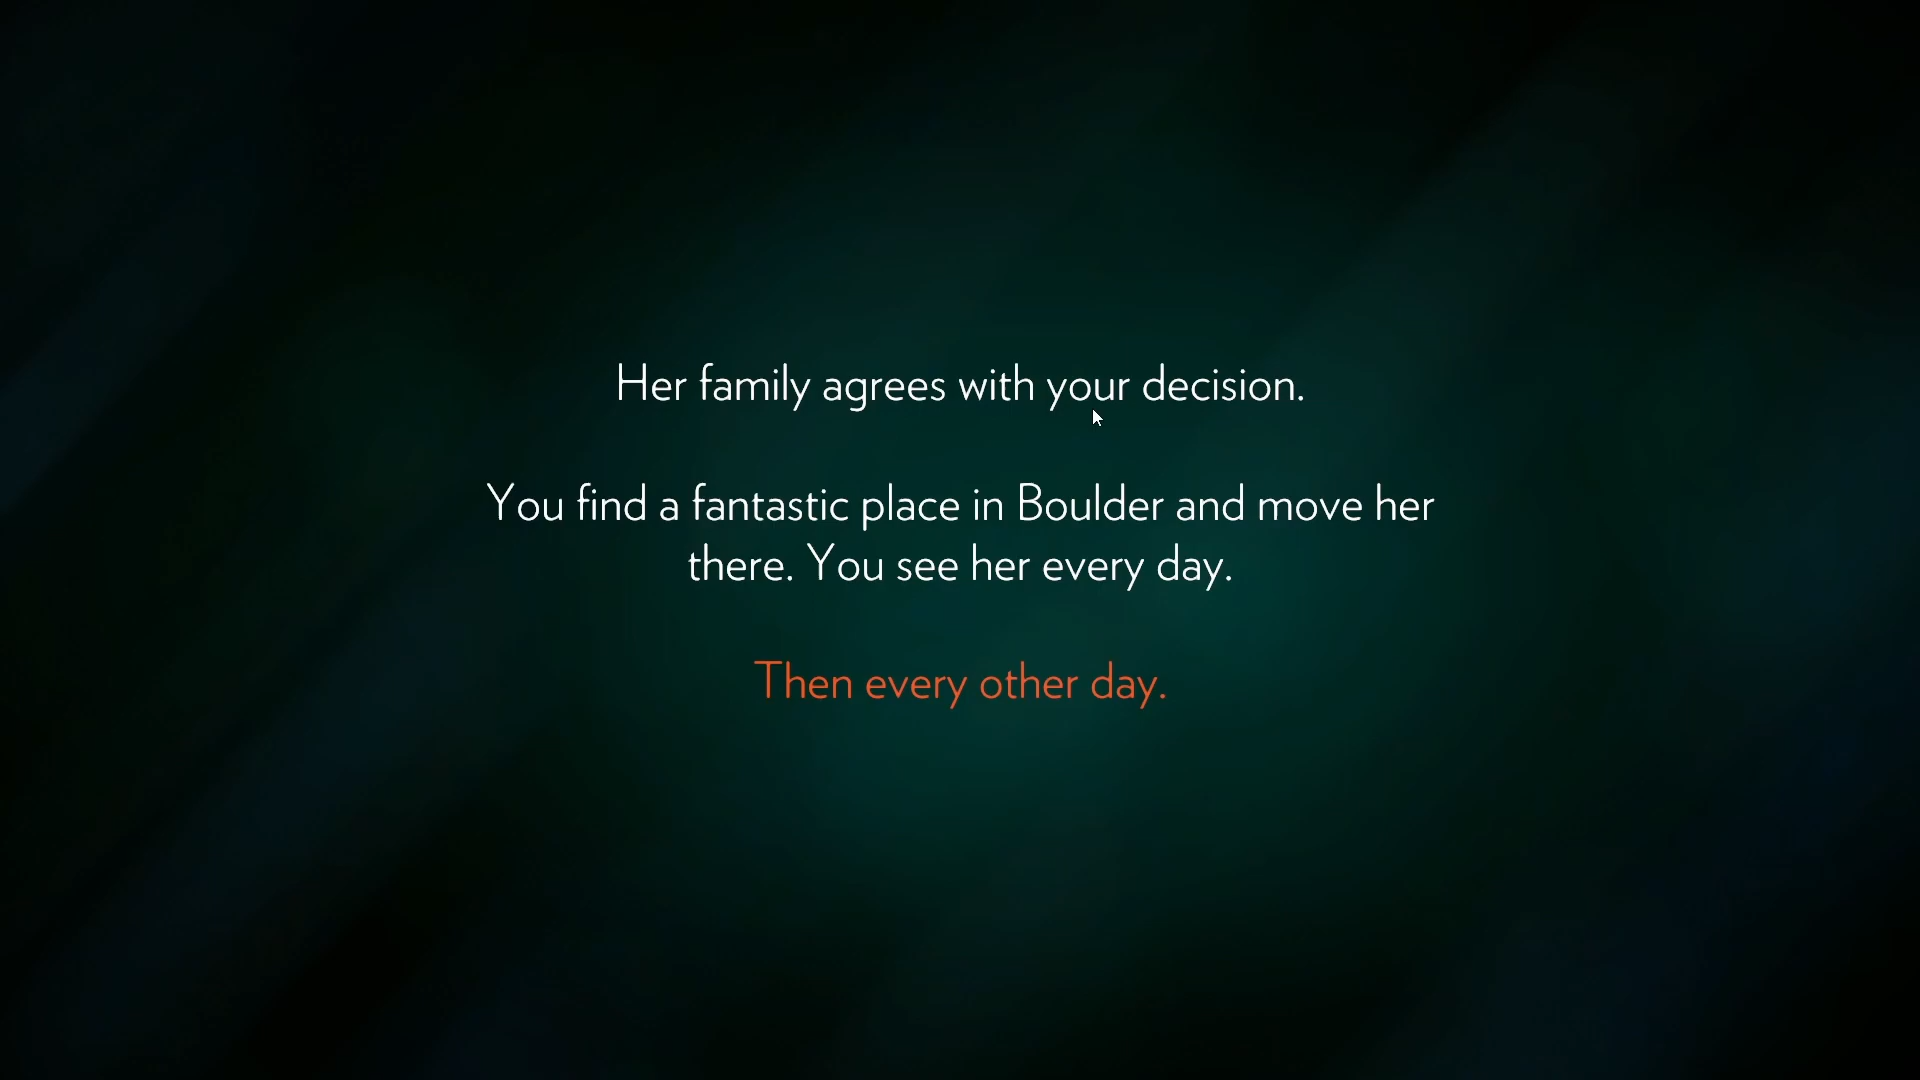 Her family agrees with your decision.
You find a fantastic place in Boulder and move her
there. You see her every day.
Then every other day.